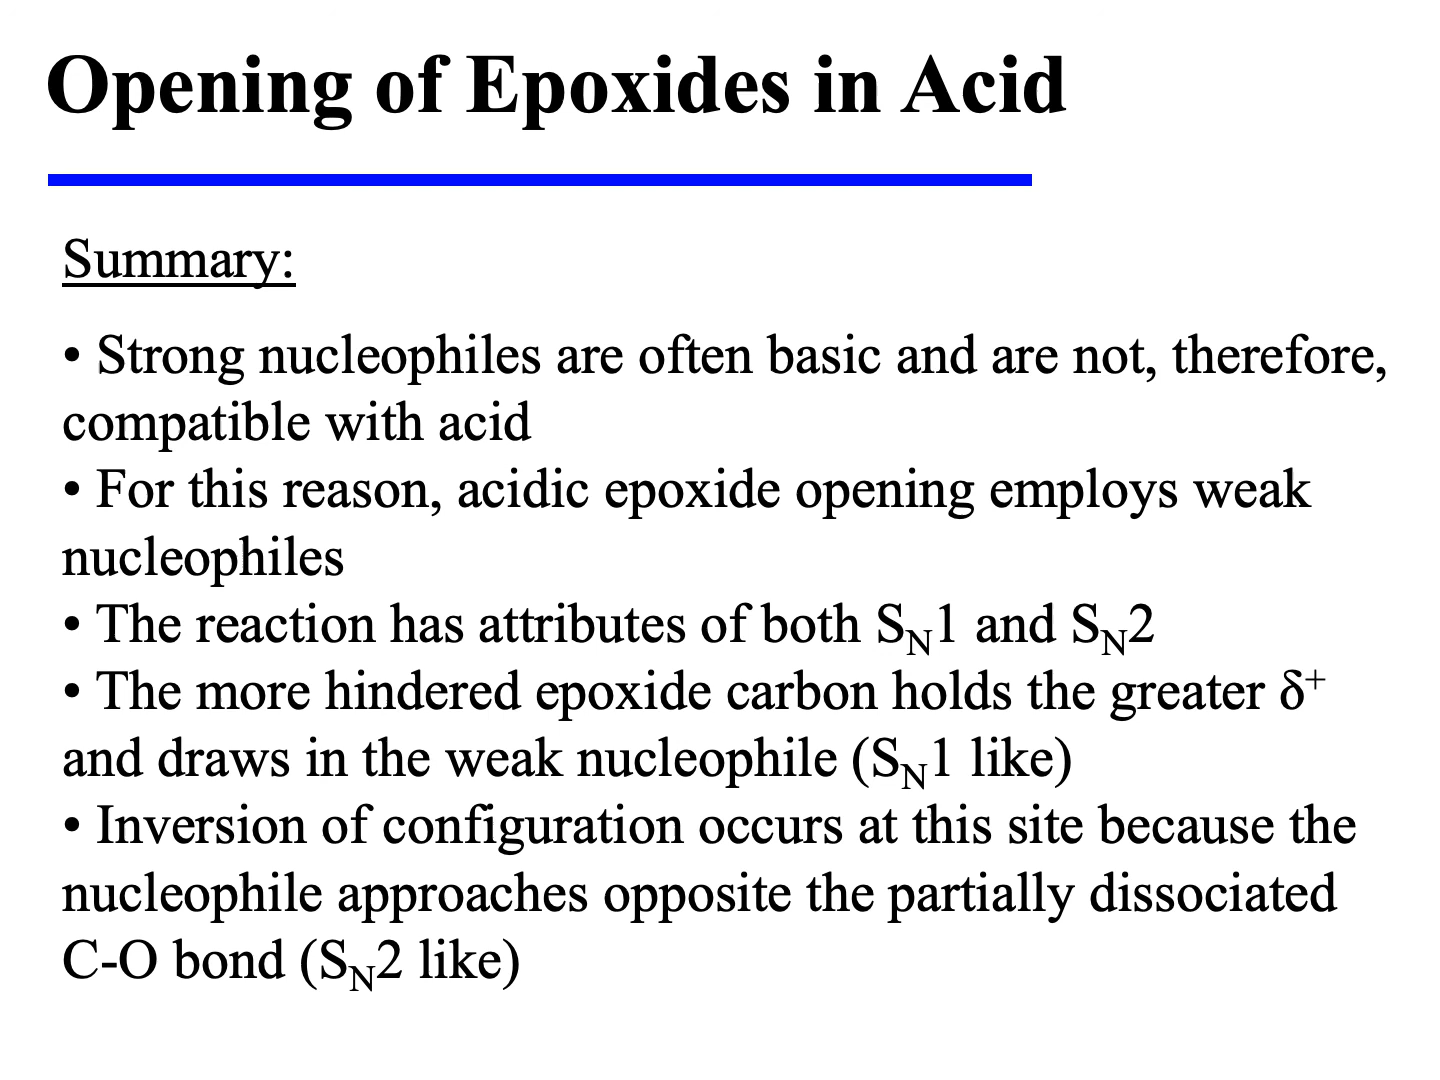 Opening of Epoxides in Acid
Summary:
• Strong nucleophiles are often basic and are not, therefore,
compatible with acid
• For this reason, acidic epoxide opening employs weak
nucleophiles
• The reaction has attributes of both SN1 and SN2
• The more hindered epoxide carbon holds the greater δ⁺
and draws in the weak nucleophile (SN1 like)
• Inversion of configuration occurs at this site because the
nucleophile approaches opposite the partially dissociated
C-O bond (SN2 like)